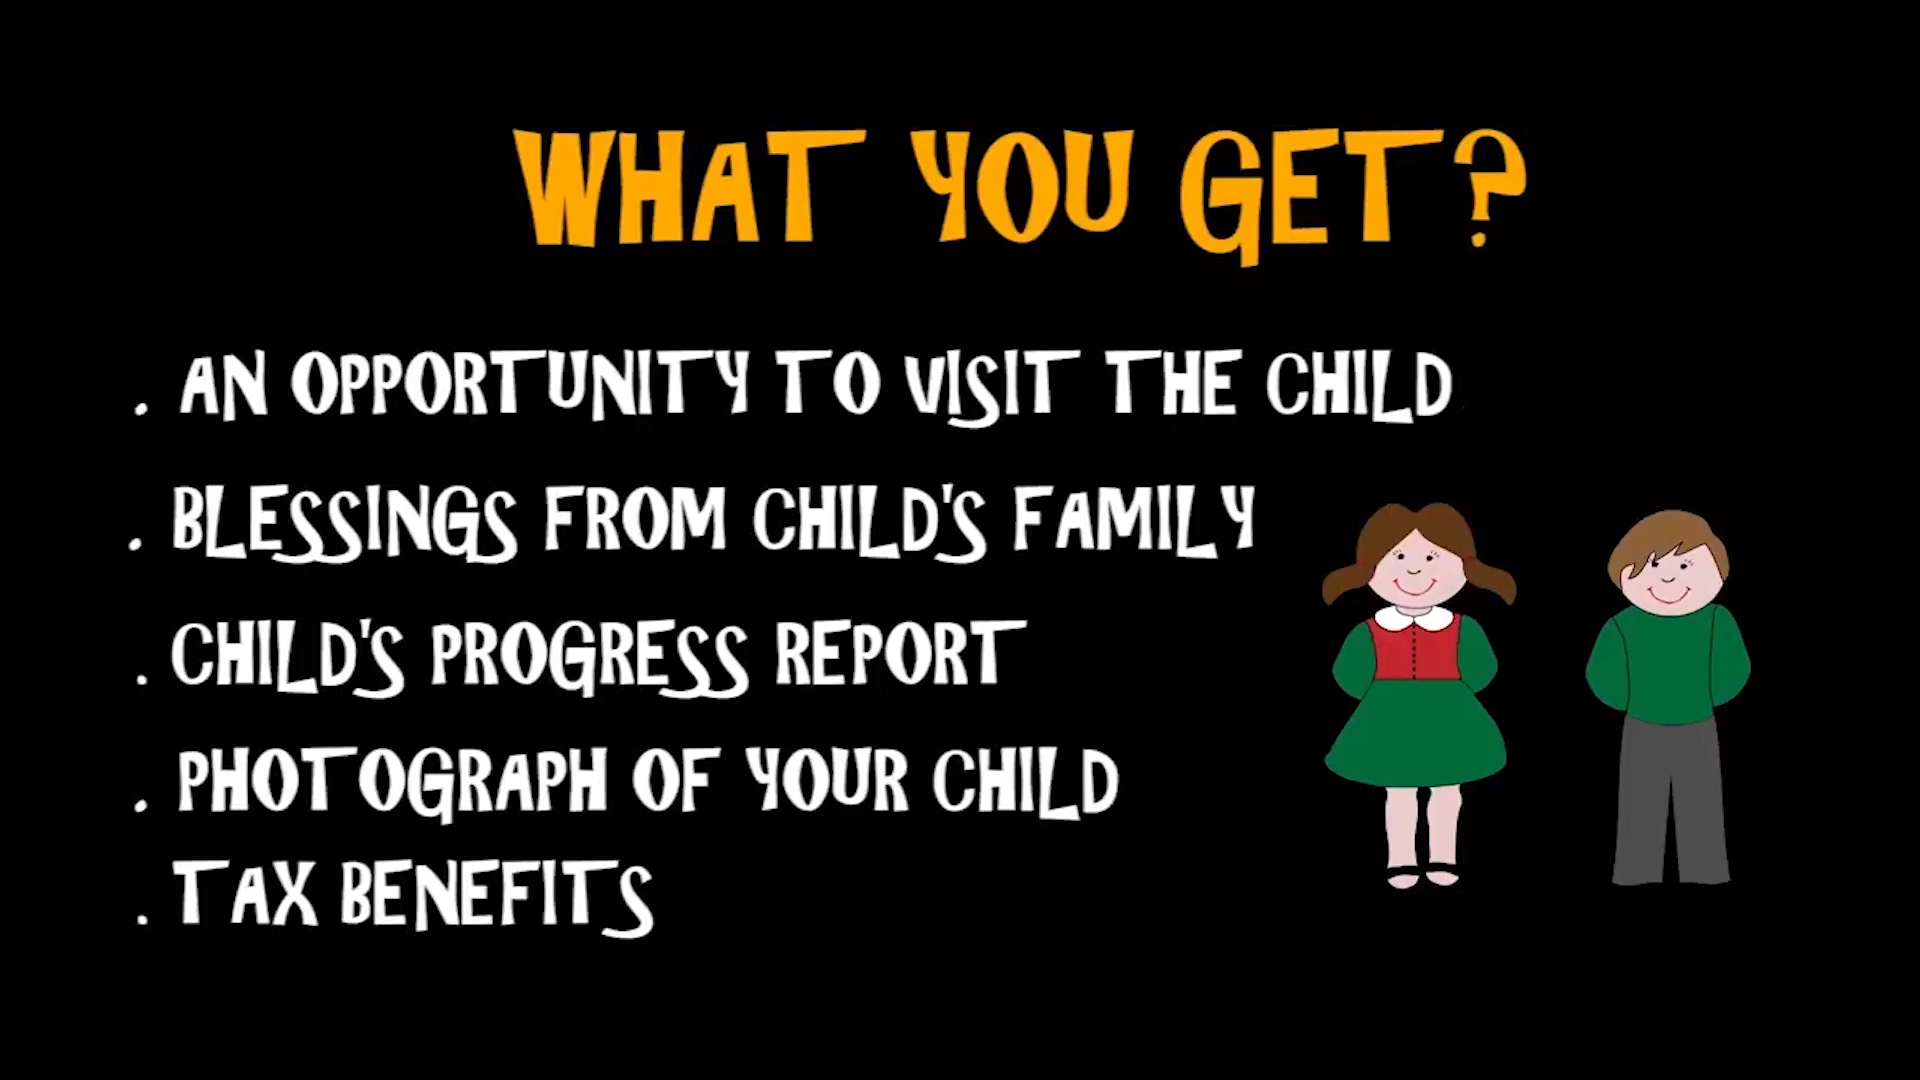 WHAT YOU GET?
. AN OPPORTUNITY TO VISIT THE CHILD
. BLESSINGS FROM CHILD'S FAMILY
. CHILD'S PROGRESS REPORT
. PHOTOGRAPH OF YOUR CHILD
. TAX BENEFITS